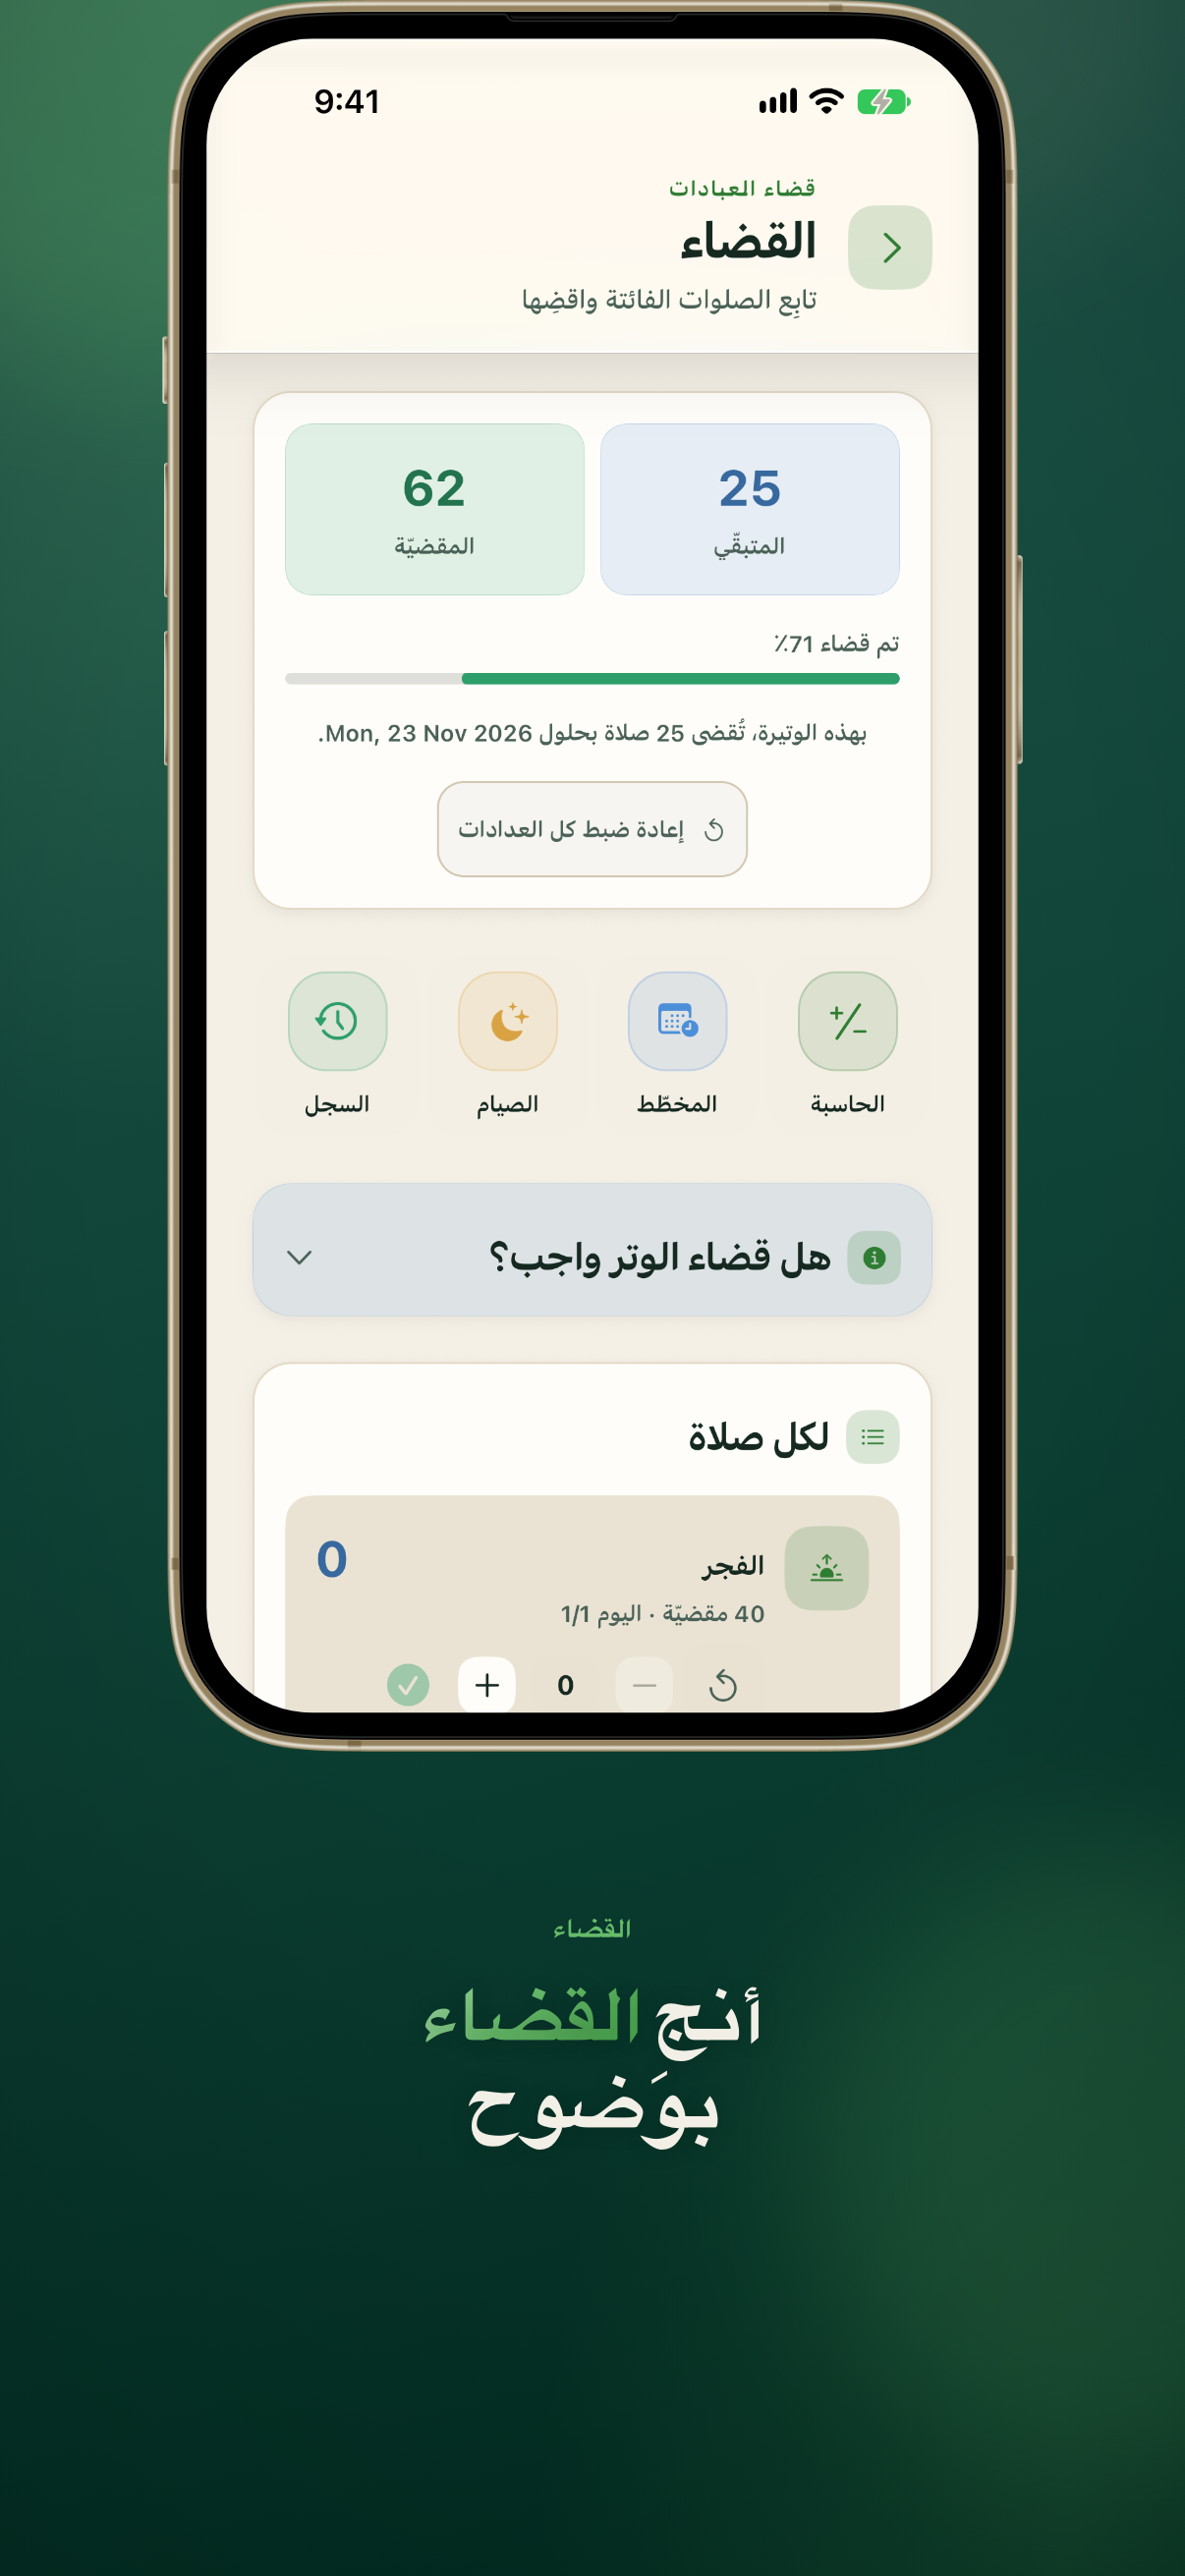 9:41
قضاء العبادات
القضاء
تابِع الصلوات الفائتة واقضِها
25
المتبقّي
62
المقضيّة
تم قضاء 71٪
بهذه الوتيرة، تُقضى 25 صلاة بحلول Mon, 23 Nov 2026.
إعادة ضبط كل العدادات
الحاسبة
المخطّط
الصيام
السجل
هل قضاء الوتر واجب؟
لكل صلاة
الفجر
0
40 مقضيّة · اليوم 1/1
0
القضاء
أنجِ القضاء
بوَضوح